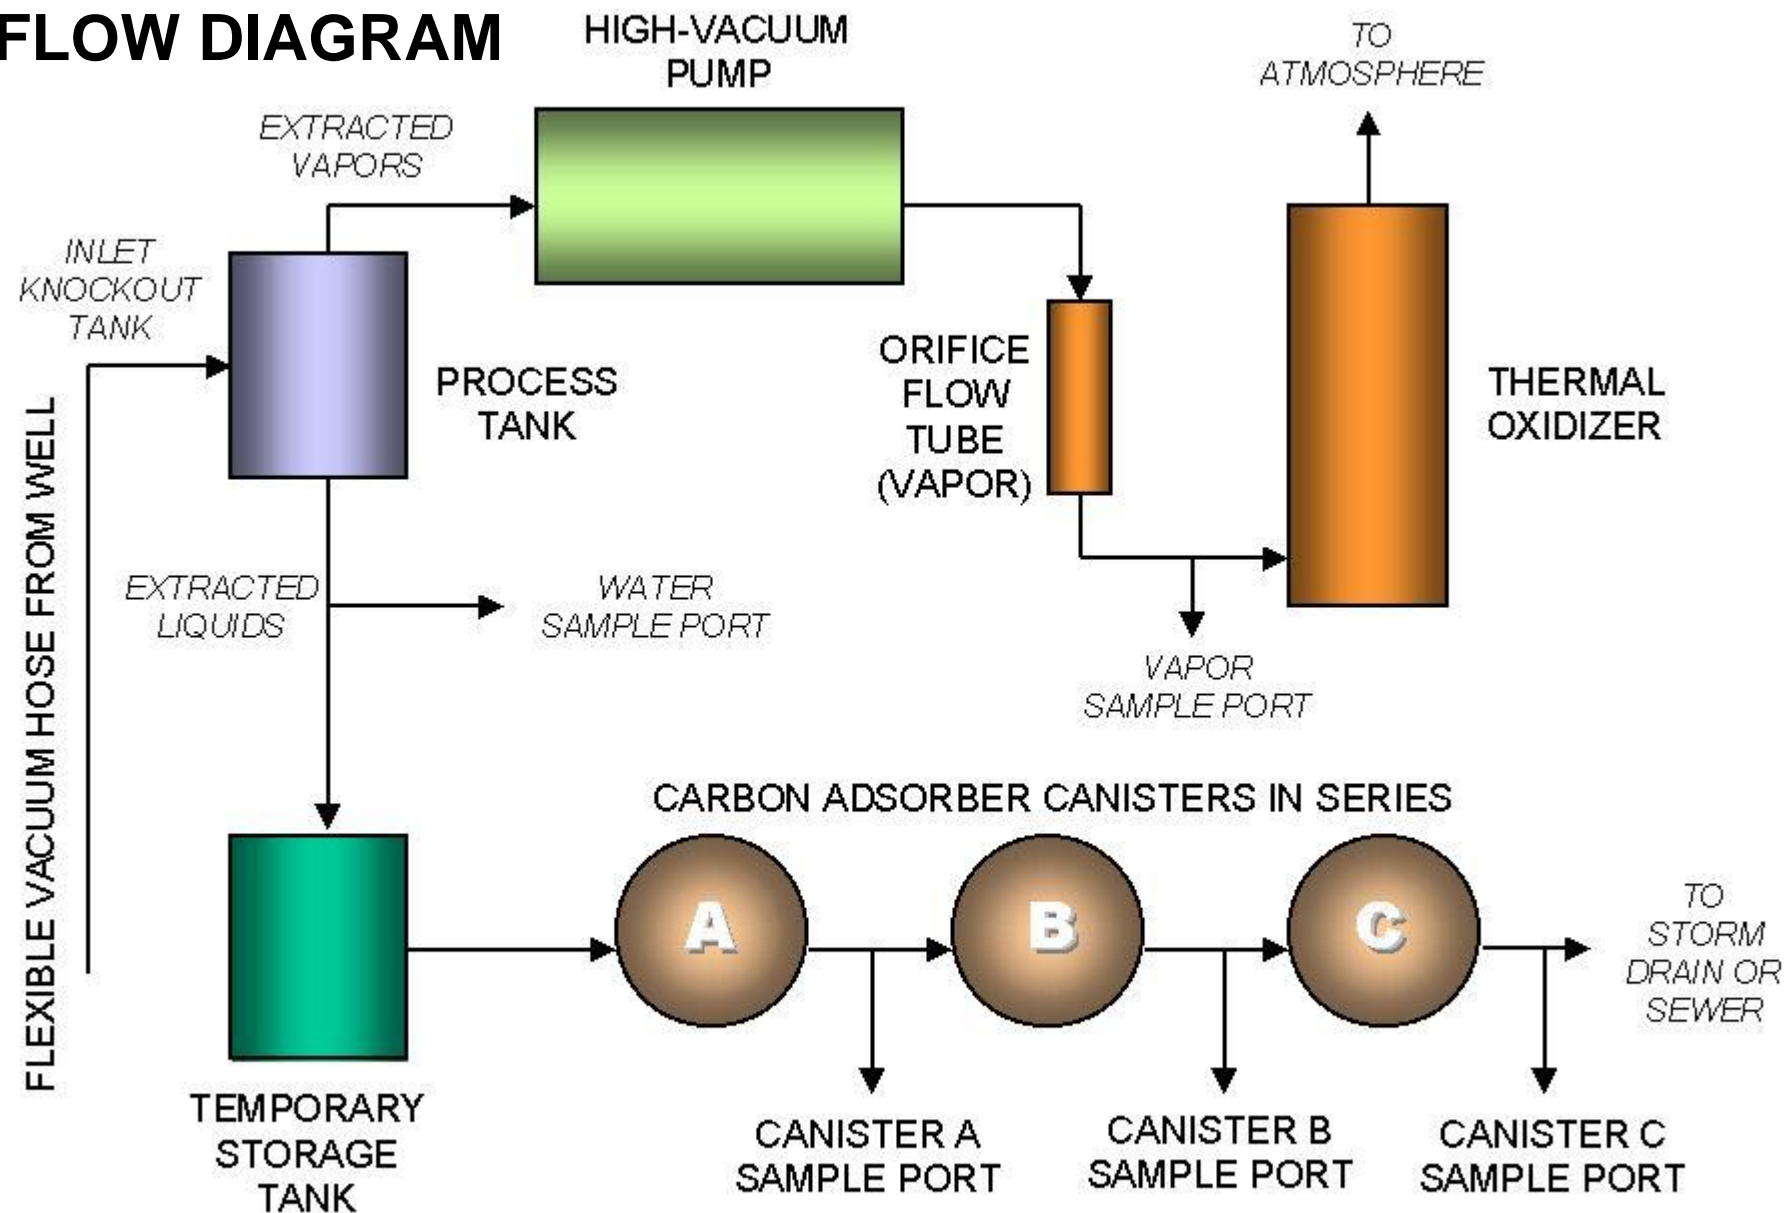 FLOW DIAGRAM
HIGH-VACUUM
PUMP
TO
ATMOSPHERE
EXTRACTED
VAPORS
INLET
KNOCKOUT
TANK
PROCESS
TANK
ORIFICE
FLOW
TUBE
(VAPOR)
THERMAL
OXIDIZER
FLEXIBLE VACUUM HOSE FROM WELL
EXTRACTED
LIQUIDS
WATER
SAMPLE PORT
VAPOR
SAMPLE PORT
CARBON ADSORBER CANISTERS IN SERIES
A
B
C
TO
STORM
DRAIN OR
SEWER
TEMPORARY
STORAGE
TANK
CANISTER A
SAMPLE PORT
CANISTER B
SAMPLE PORT
CANISTER C
SAMPLE PORT